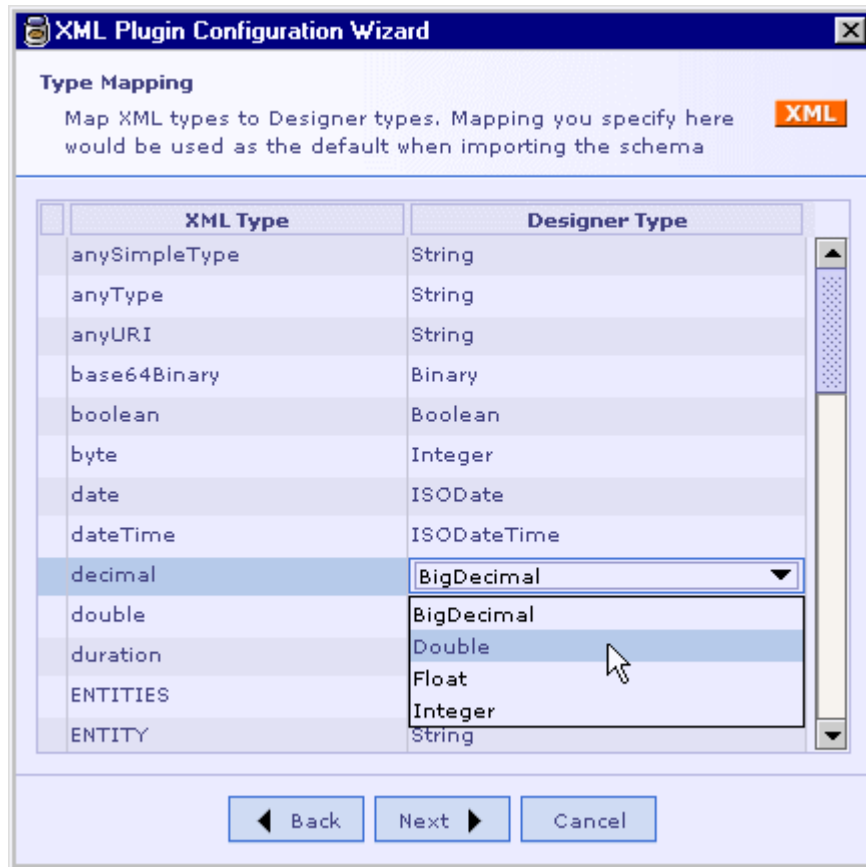 XML Plugin Configuration Wizard
Type Mapping
Map XML types to Designer types. Mapping you specify here
would be used as the default when importing the schema
XML
XML Type Designer Type
anySimpleType String
anyType String
anyURI String
base64Binary Binary
boolean Boolean
byte Integer
date ISODate
dateTime ISODateTime
decimal BigDecimal
double BigDecimal
duration Double
ENTITIES Float
Integer
ENTITY String
Back Next Cancel